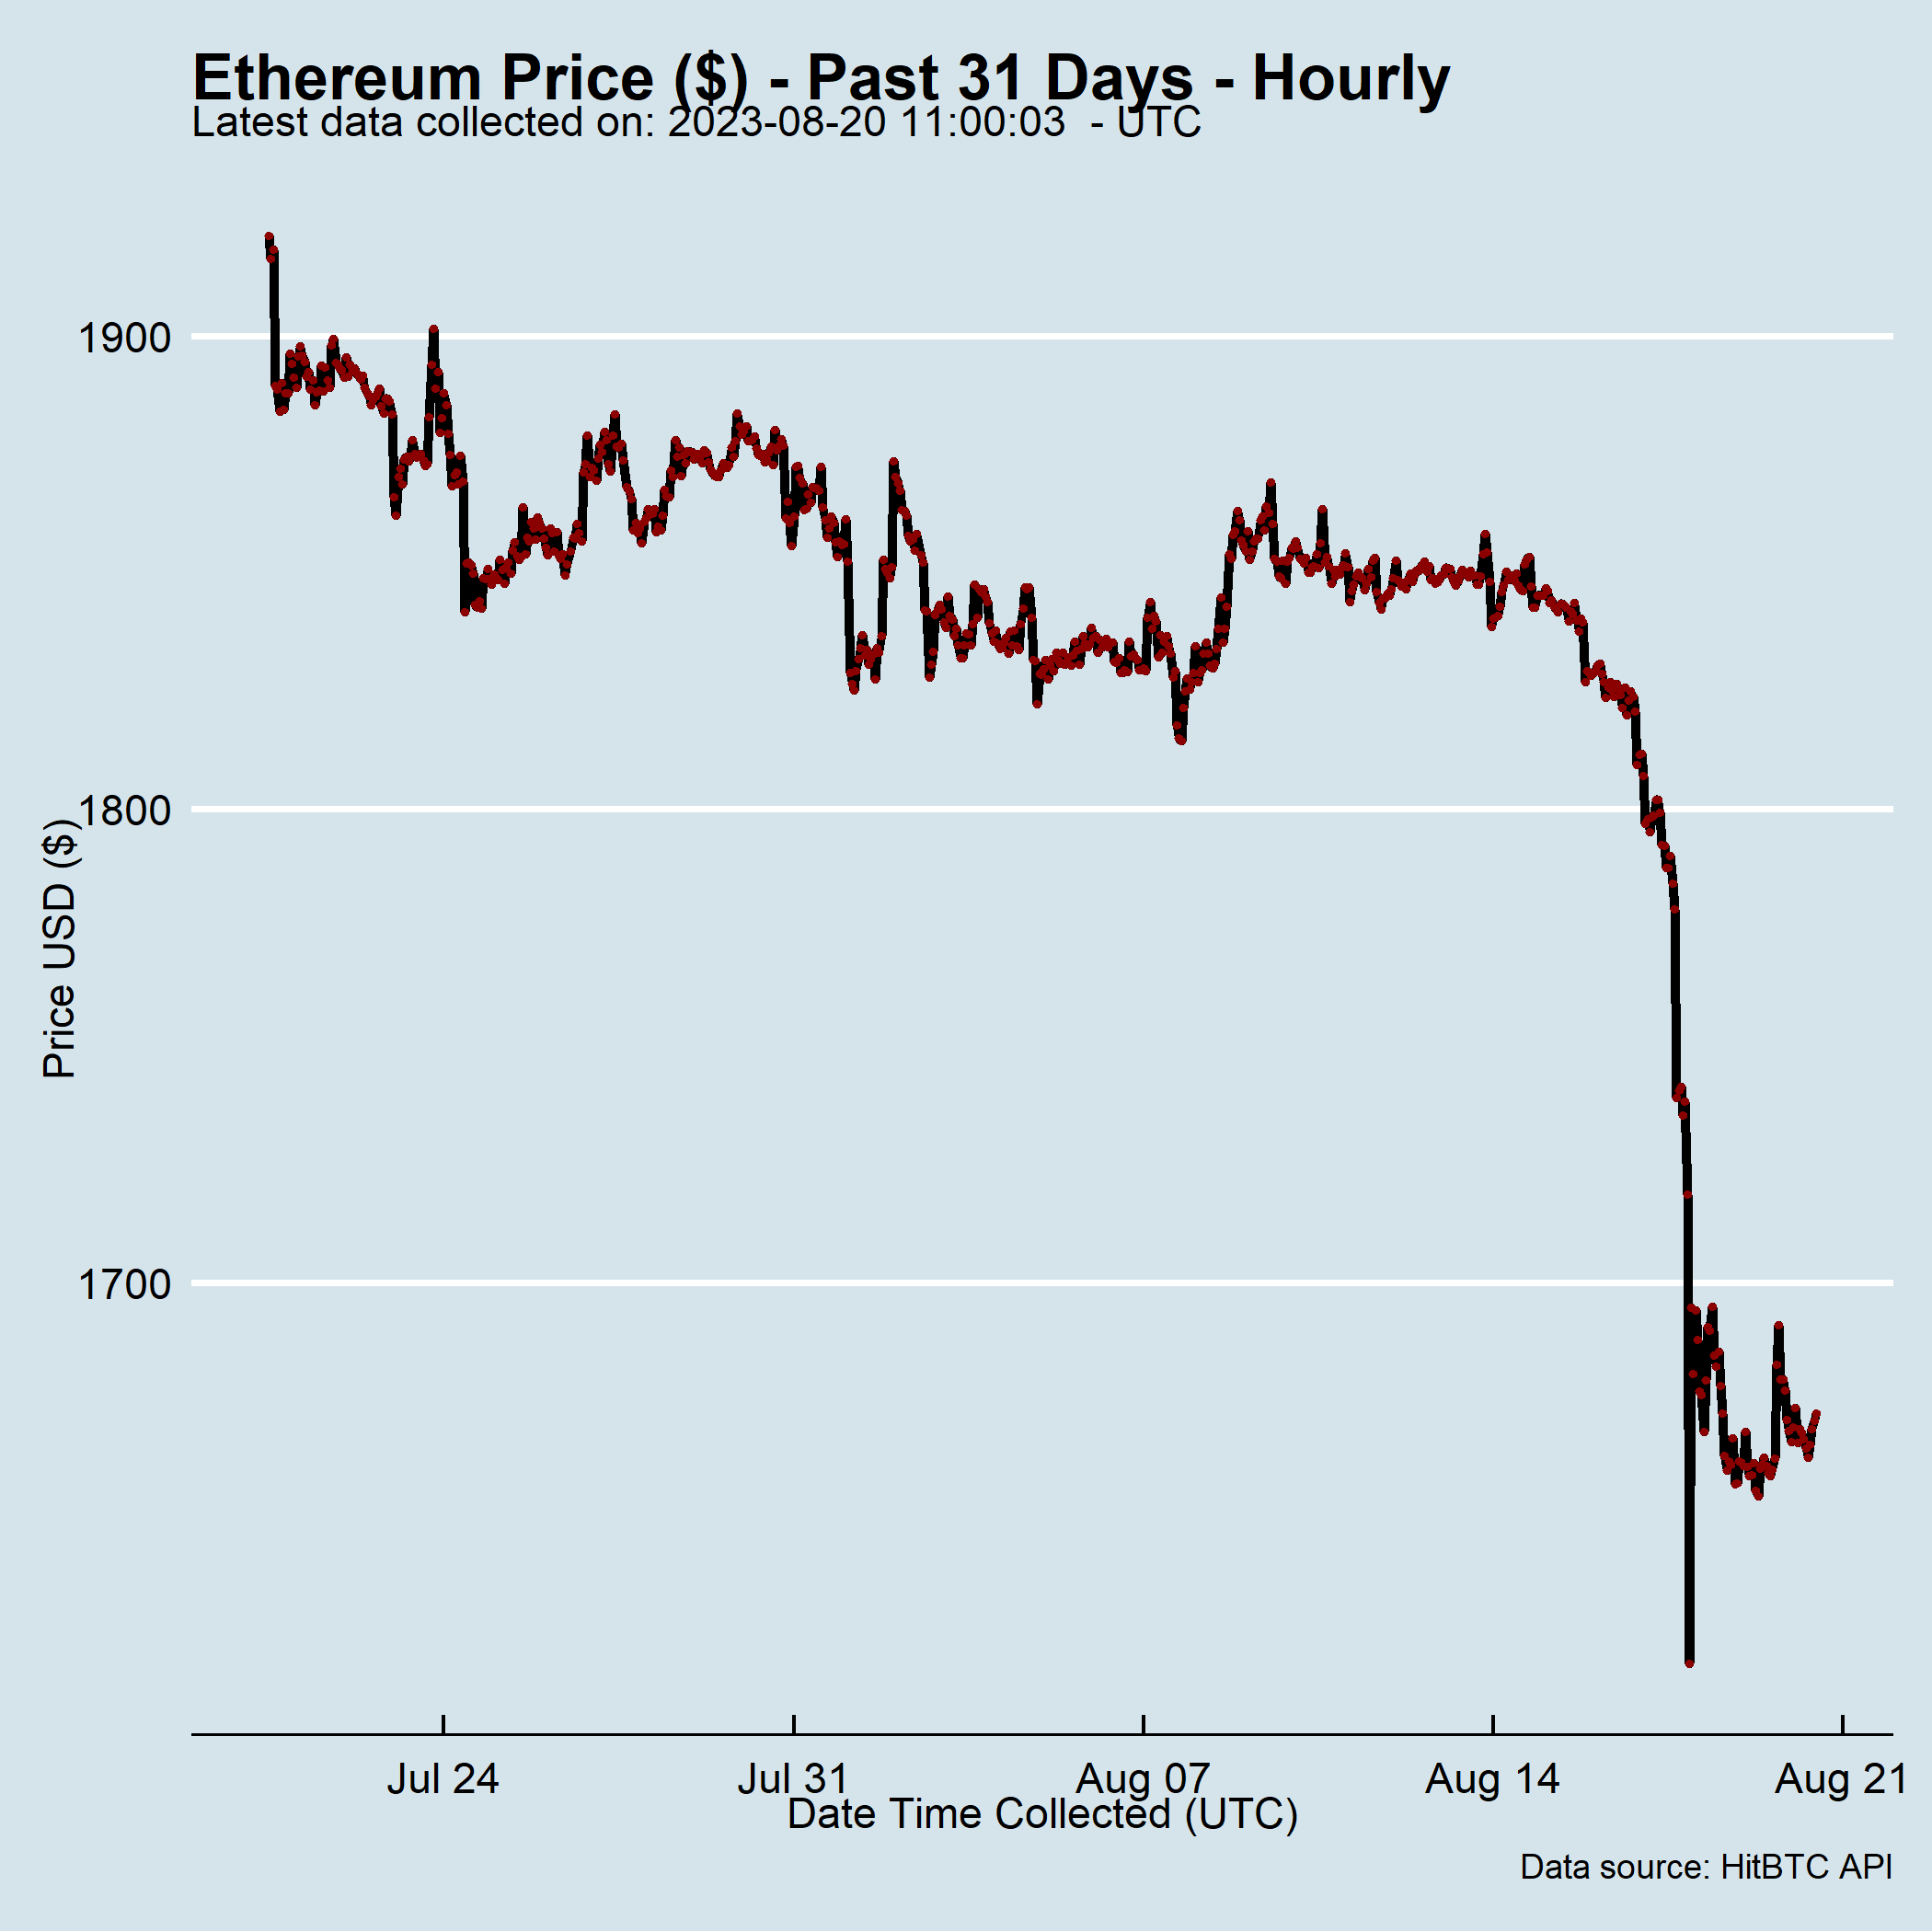 Ethereum Price ($) - Past 31 Days - Hourly
Latest data collected on: 2023-08-20 11:00:03  - UTC
Price USD ($)
1900
1800
1700
Jul 24
Jul 31
Aug 07
Aug 14
Aug 21
Date Time Collected (UTC)
Data source: HitBTC API